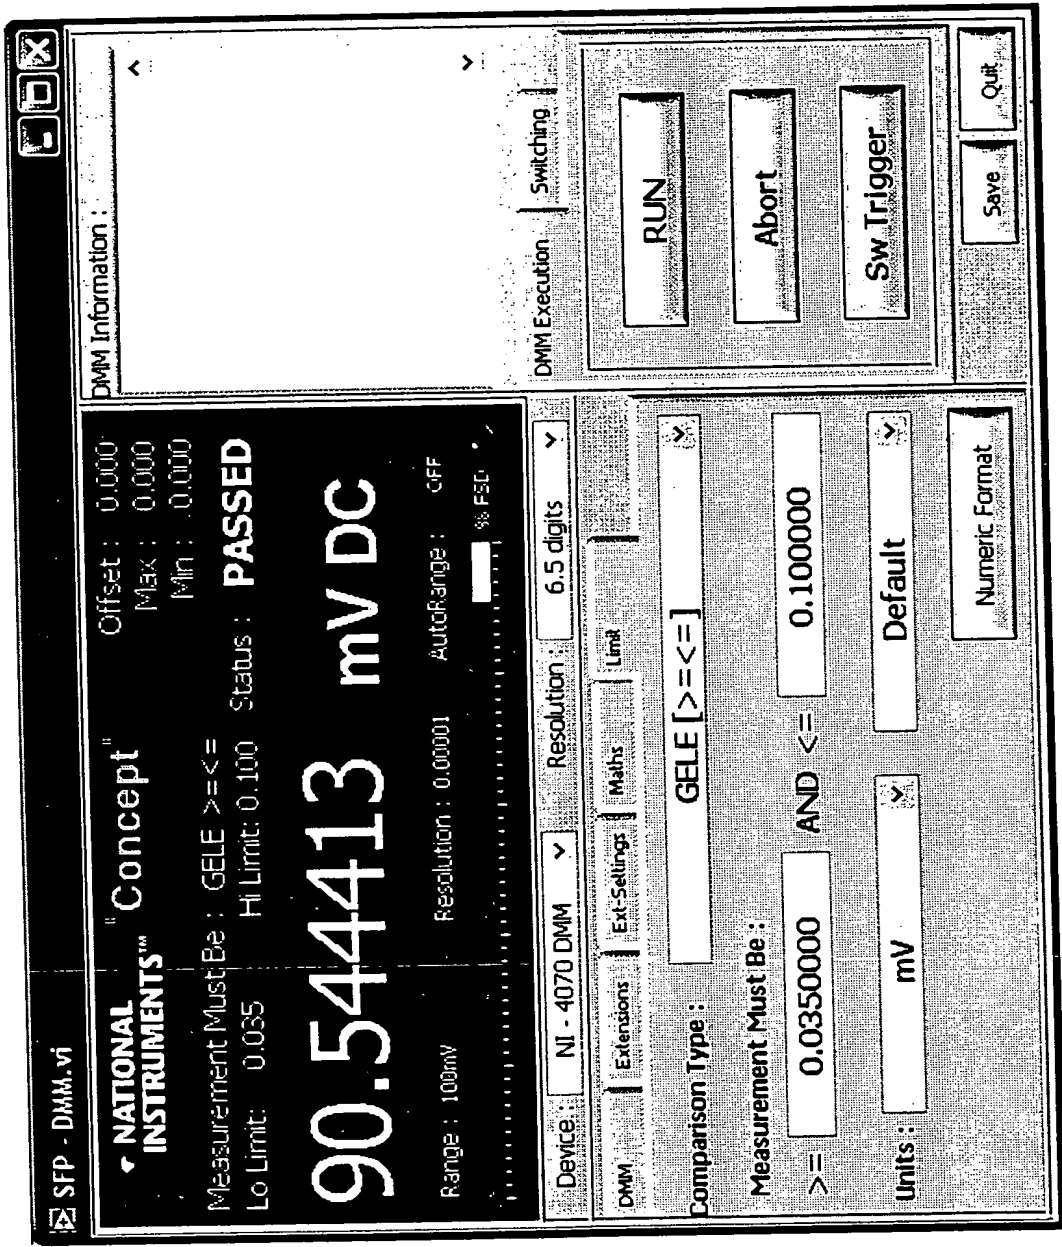 SFP - DMM.vi
NATIONAL
INSTRUMENTS™
"Concept"
Offset : 0.000
Max : 0.000
Min : 0.000
Measurement Must Be : GELE >=<=
Lo Limit: 0.035 Hi Limit: 0.100 Status : PASSED
90.544413 mV DC
Range : 100mV Resolution : 0.00001 AutoRange : OFF
% FSD
Device : NI - 4070 DMM Resolution : 6.5 digits
DMM Extensions Ext-Settings Maths Limit
Comparison Type : GELE [>=<=]
Measurement Must Be :
>= 0.0350000 AND <= 0.1000000
Units : mV Default
Numeric Format
DMM Information :
DMM Execution Switching
RUN
Abort
Sw Trigger
Save Quit